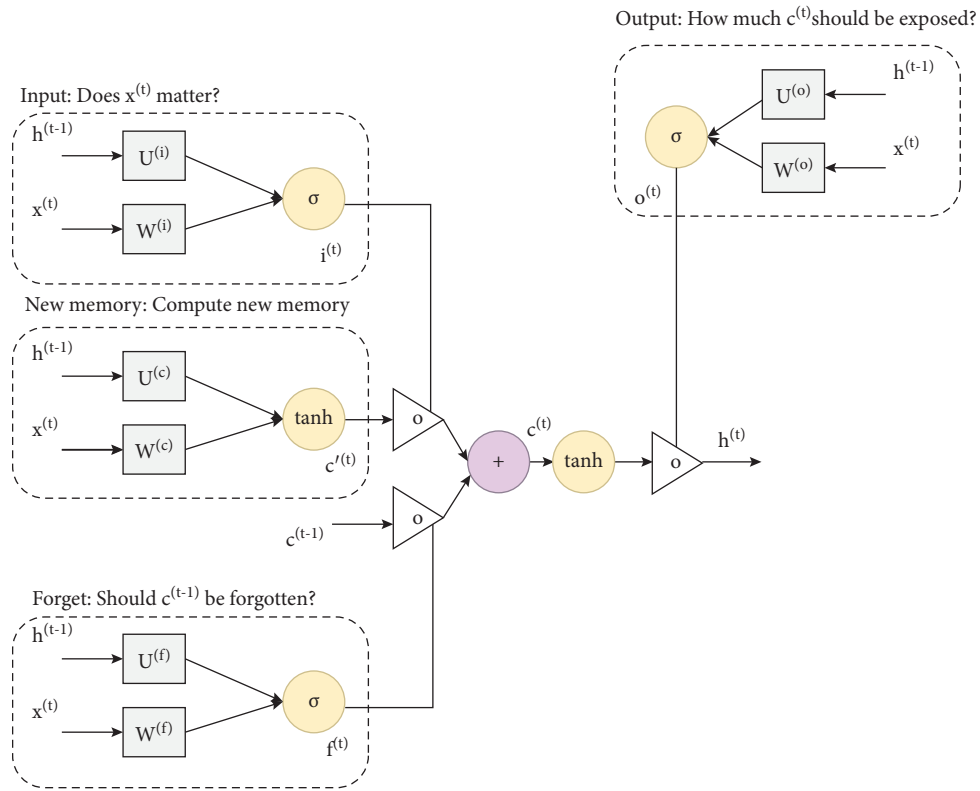 Output: How much c^(t) should be exposed?
h^(t-1)
U^(o)
σ
x^(t)
W^(o)
o^(t)
Input: Does x^(t) matter?
h^(t-1)
U^(i)
σ
x^(t)
W^(i)
i^(t)
New memory: Compute new memory
h^(t-1)
U^(c)
tanh
x^(t)
W^(c)
c′^(t)
o
c^(t)
+
tanh
o
h^(t)
o
c^(t-1)
Forget: Should c^(t-1) be forgotten?
h^(t-1)
U^(f)
σ
x^(t)
W^(f)
f^(t)